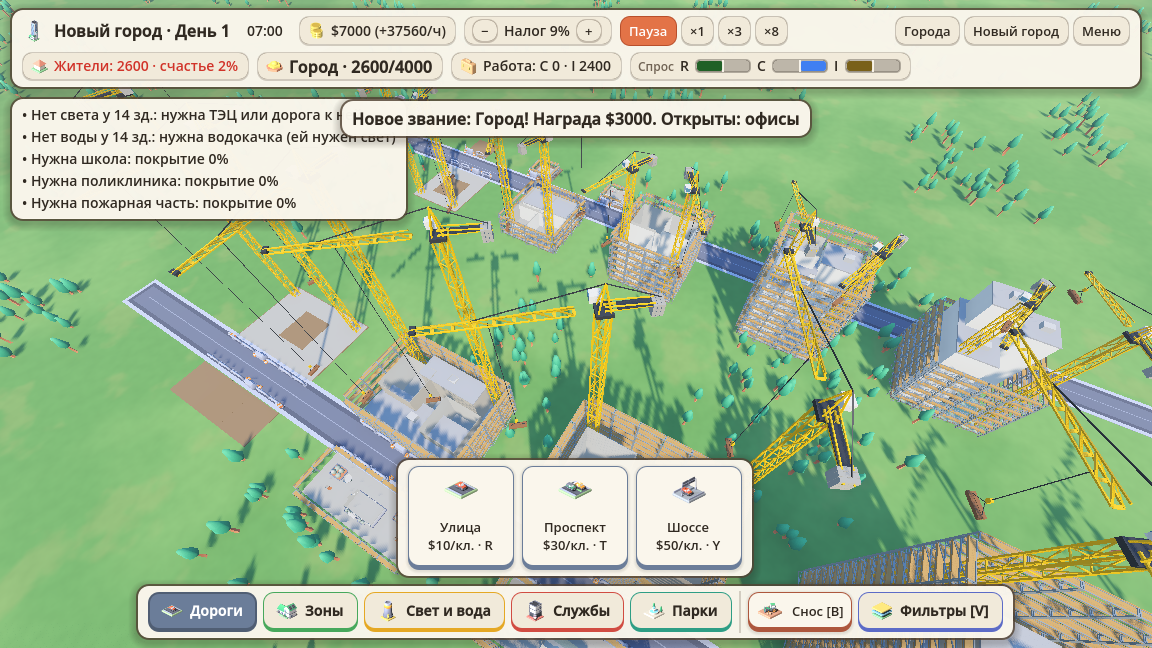 Новый город · День 1 07:00 $7000 (+37560/ч) − Налог 9% + Пауза ×1 ×3 ×8 Города Новый город Меню
Жители: 2600 · счастье 2% Город · 2600/4000 Работа: C 0 · I 2400 Спрос R C I
• Нет света у 14 зд.: нужна ТЭЦ или дорога к
Новое звание: Город! Награда $3000. Открыты: офисы
• Нет воды у 14 зд.: нужна водокачка (ей нужен свет)
• Нужна школа: покрытие 0%
• Нужна поликлиника: покрытие 0%
• Нужна пожарная часть: покрытие 0%
Улица Проспект Шоссе
$10/кл. · R $30/кл. · T $50/кл. · Y
Дороги Зоны Свет и вода Службы Парки Снос [B] Фильтры [V]